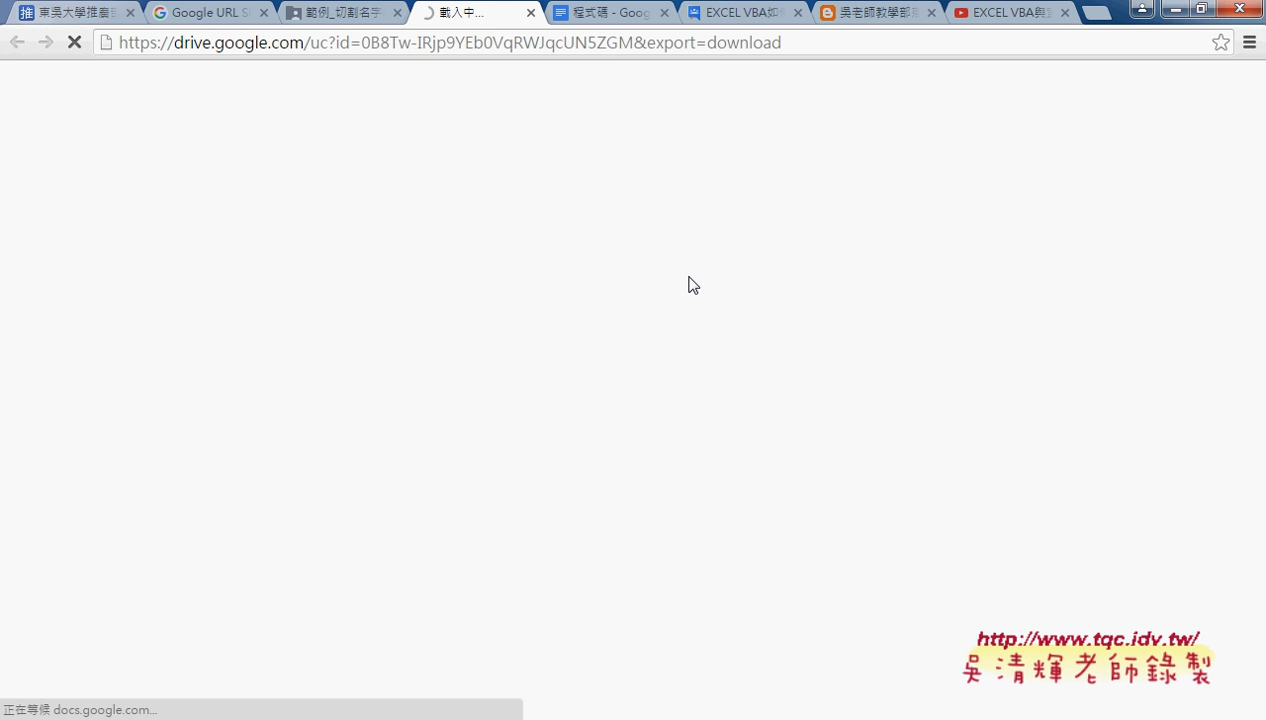 東吳大學推廣部
Google URL S
範例_切割名字
載入中...
程式碼 - Goog
EXCEL VBA如
吳老師教學部
EXCEL VBA與
https://drive.google.com/uc?id=0B8Tw-IRjp9YEb0VqRWJqcUN5ZGM&export=download
http://www.tqc.idv.tw/
吳清輝老師錄製
正在等候 docs.google.com...